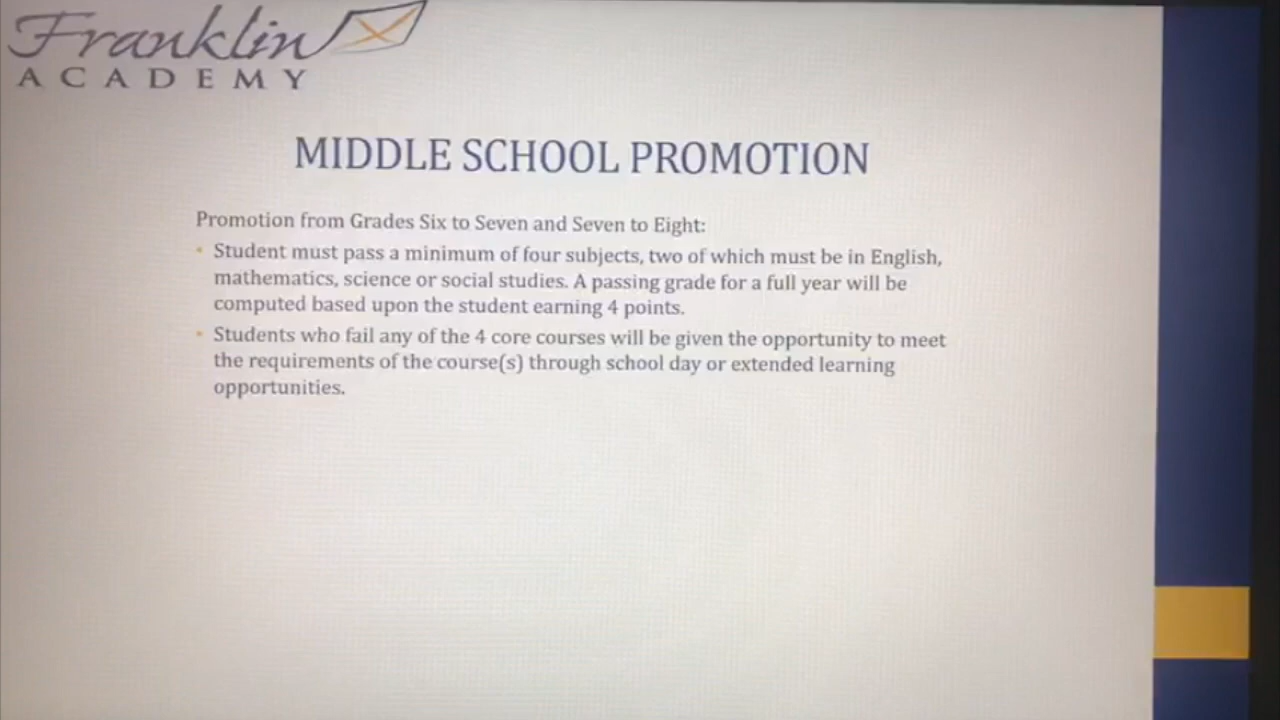 Franklin
ACADEMY
MIDDLE SCHOOL PROMOTION
Promotion from Grades Six to Seven and Seven to Eight:
• Student must pass a minimum of four subjects, two of which must be in English,
mathematics, science or social studies. A passing grade for a full year will be
computed based upon the student earning 4 points.
• Students who fail any of the 4 core courses will be given the opportunity to meet
the requirements of the course(s) through school day or extended learning
opportunities.